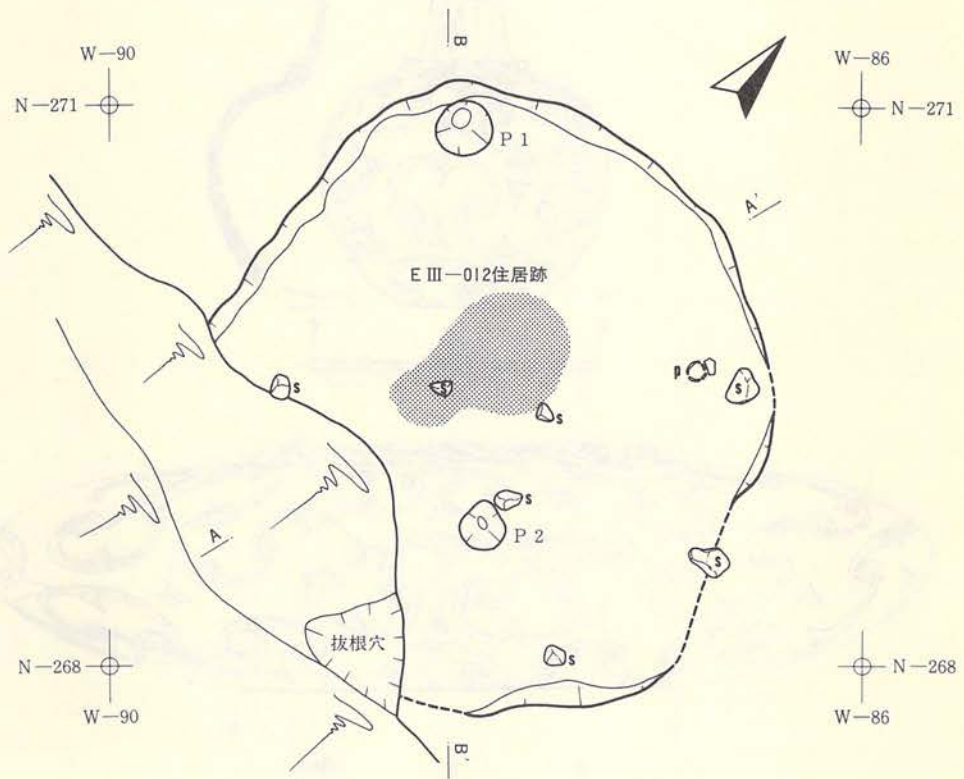 B
W—90
W—86
N—271
N—271
P 1
A'
E III—012住居跡
s
s
s
p
s
s
P 2
s
A
抜根穴
s
N—268
N—268
W—90
W—86
B'